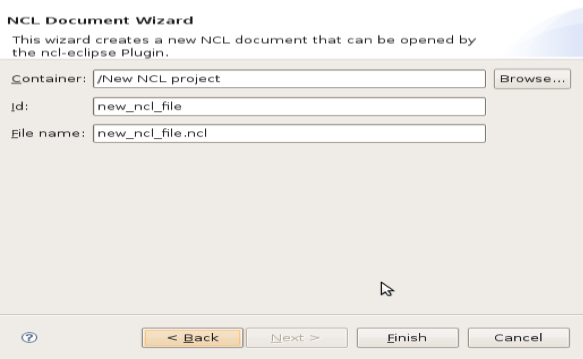 NCL Document Wizard
This wizard creates a new NCL document that can be opened by
the ncl-eclipse Plugin.
Container: /New NCL project Browse...
Id: new_ncl_file
File name: new_ncl_file.ncl
? < Back Next > Finish Cancel